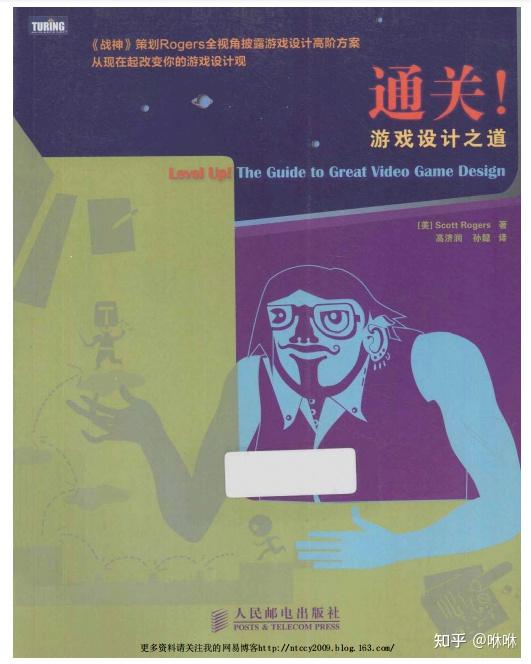 TURING
《战神》策划Rogers全视角披露游戏设计高阶方案
从现在起改变你的游戏设计观
通关!
游戏设计之道
Level Up! The Guide to Great Video Game Design
[美] Scott Rogers 著
高济润 孙懿 译
T
人民邮电出版社
POSTS & TELECOM PRESS
知乎 @咻咻
更多资料请关注我的网易博客http://ntccy2009.blog.163.com/